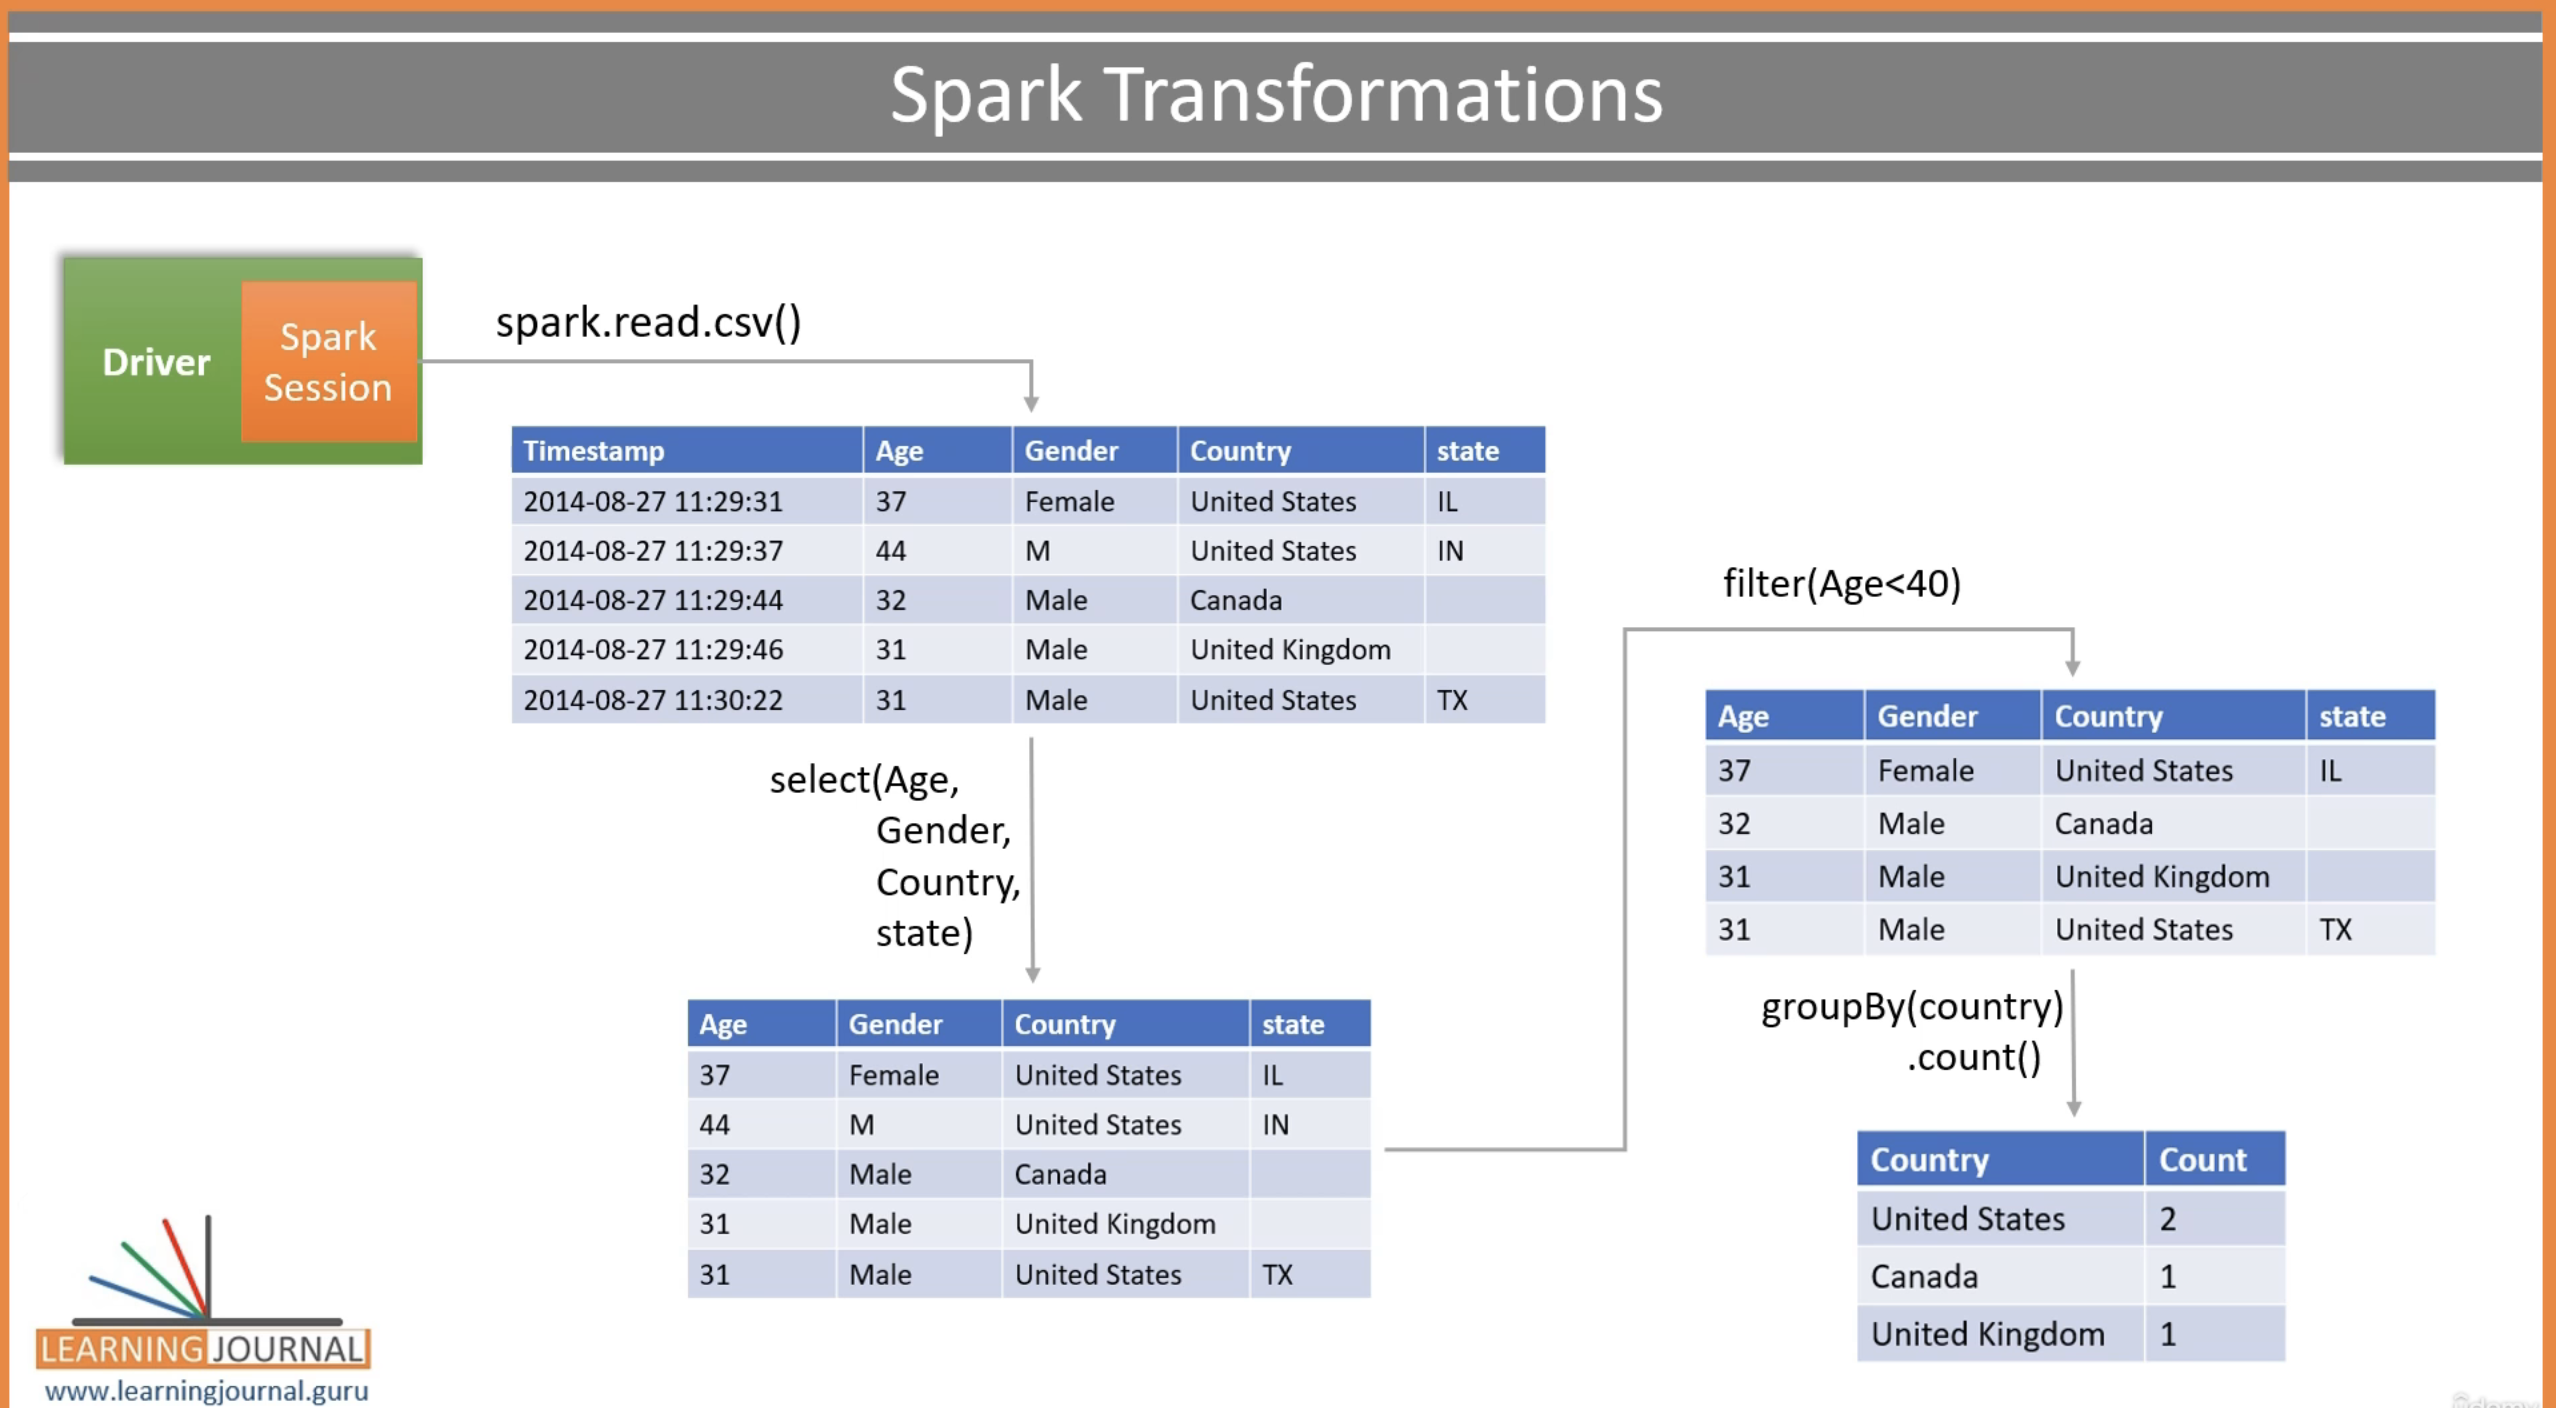 Spark Transformations
Driver
Spark
Session
spark.read.csv()
Timestamp Age Gender Country state
2014-08-27 11:29:31 37 Female United States IL
2014-08-27 11:29:37 44 M United States IN
2014-08-27 11:29:44 32 Male Canada
2014-08-27 11:29:46 31 Male United Kingdom
2014-08-27 11:30:22 31 Male United States TX
select(Age,
Gender,
Country,
state)
Age Gender Country state
37 Female United States IL
44 M United States IN
32 Male Canada
31 Male United Kingdom
31 Male United States TX
filter(Age<40)
Age Gender Country state
37 Female United States IL
32 Male Canada
31 Male United Kingdom
31 Male United States TX
groupBy(country)
.count()
Country Count
United States 2
Canada 1
United Kingdom 1
LEARNING JOURNAL
www.learningjournal.guru